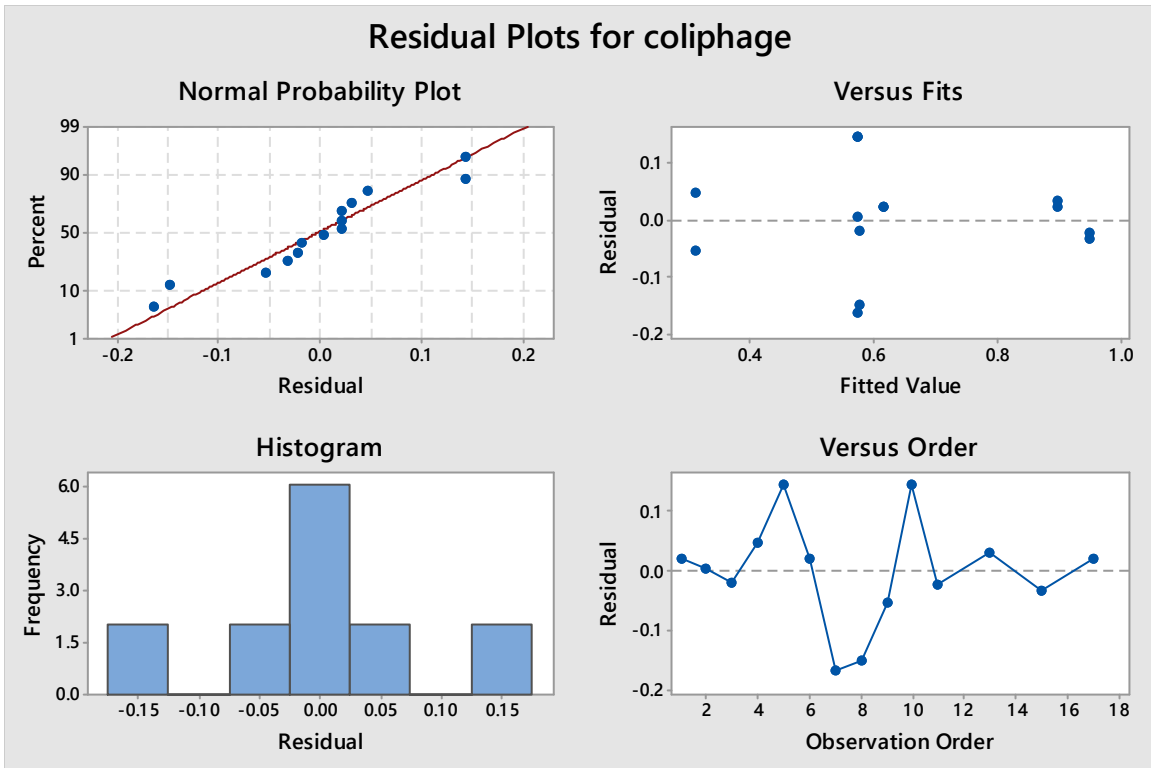 Residual Plots for coliphage
Normal Probability Plot
99
90
50
10
1
Percent
-0.2 -0.1 0.0 0.1 0.2
Residual
Versus Fits
0.1
0.0
-0.1
-0.2
Residual
0.4 0.6 0.8 1.0
Fitted Value
Histogram
6.0
4.5
3.0
1.5
0.0
Frequency
-0.15 -0.10 -0.05 0.00 0.05 0.10 0.15
Residual
Versus Order
0.1
0.0
-0.1
-0.2
Residual
2 4 6 8 10 12 14 16 18
Observation Order